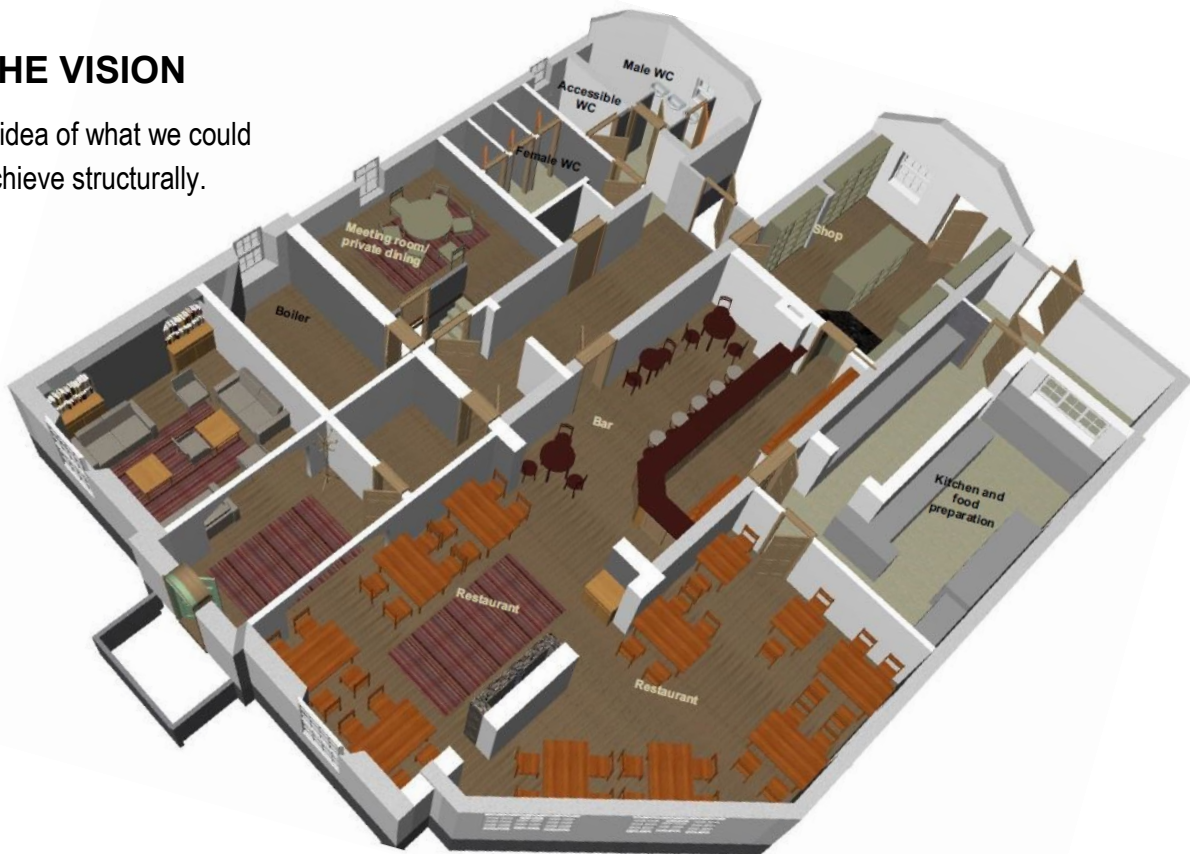 HE VISION
idea of what we could
chieve structurally.
Male WC
Accessible
WC
Female WC
Meeting room/
private dining
Shop
Boiler
Bar
Kitchen and
food
preparation
Restaurant
Restaurant